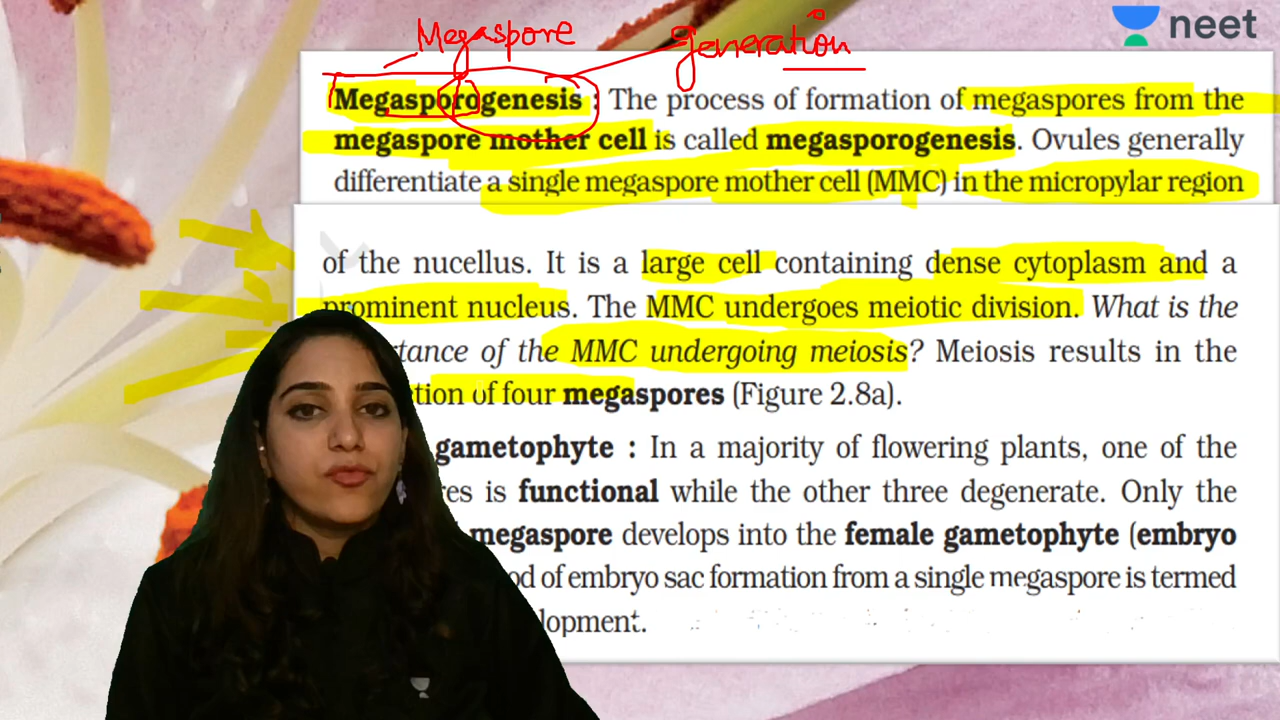 neet
Megaspore generation
Megasporogenesis : The process of formation of megaspores from the
megaspore mother cell is called megasporogenesis. Ovules generally
differentiate a single megaspore mother cell (MMC) in the micropylar region
of the nucellus. It is a large cell containing dense cytoplasm and a
prominent nucleus. The MMC undergoes meiotic division. What is the
tance of the MMC undergoing meiosis? Meiosis results in the
tion of four megaspores (Figure 2.8a).
gametophyte : In a majority of flowering plants, one of the
res is functional while the other three degenerate. Only the
megaspore develops into the female gametophyte (embryo
od of embryo sac formation from a single megaspore is termed
lopment.